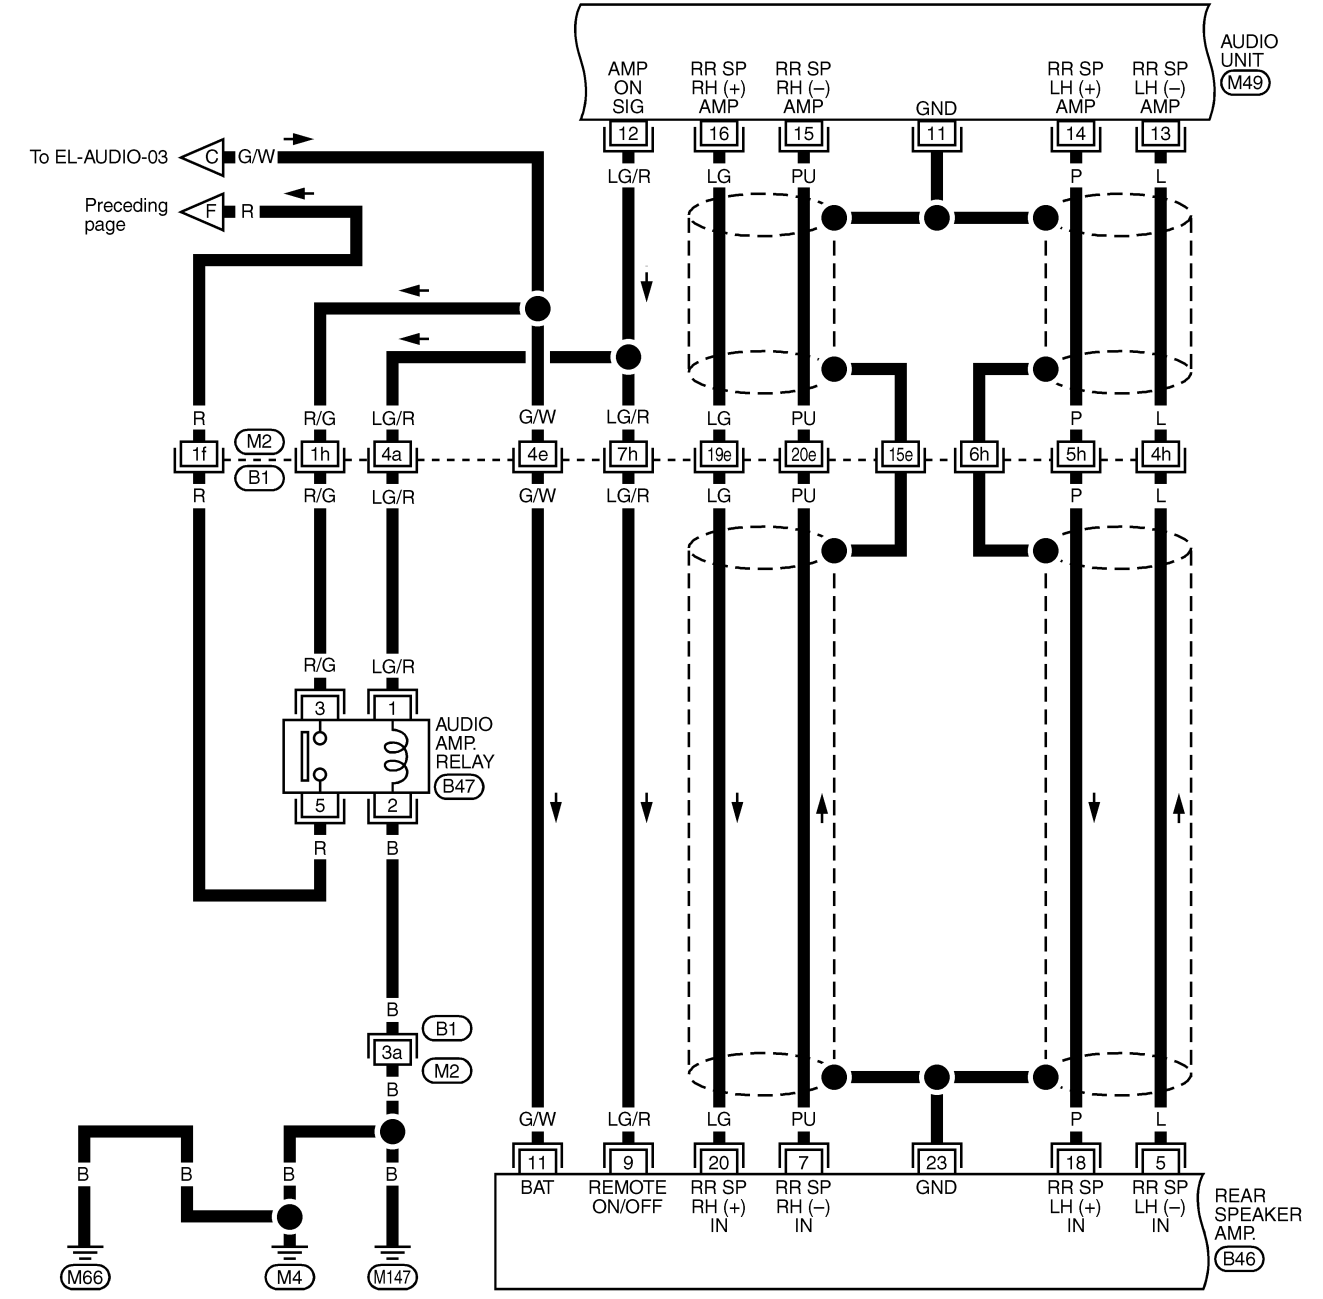 AUDIO
UNIT
M49
AMP
ON
SIG
RR SP
RH (+)
AMP
RR SP
RH (–)
AMP
GND
RR SP
LH (+)
AMP
RR SP
LH (–)
AMP
12
16
15
11
14
13
To EL-AUDIO-03
C
G/W
Preceding
page
F
R
LG/R
LG
PU
P
L
R
R/G
LG/R
G/W
LG/R
LG
PU
P
L
1f
M2
B1
1h
4a
4e
7h
19e
20e
15e
6h
5h
4h
R
R/G
LG/R
G/W
LG/R
LG
PU
P
L
R/G
LG/R
3
1
AUDIO
AMP.
RELAY
B47
5
2
R
B
B
B1
3a
M2
B
B
B
B
B
M66
M4
M147
G/W
LG/R
LG
PU
P
L
11
9
20
7
23
18
5
BAT
REMOTE
ON/OFF
RR SP
RH (+)
IN
RR SP
RH (–)
IN
GND
RR SP
LH (+)
IN
RR SP
LH (–)
IN
REAR
SPEAKER
AMP.
B46